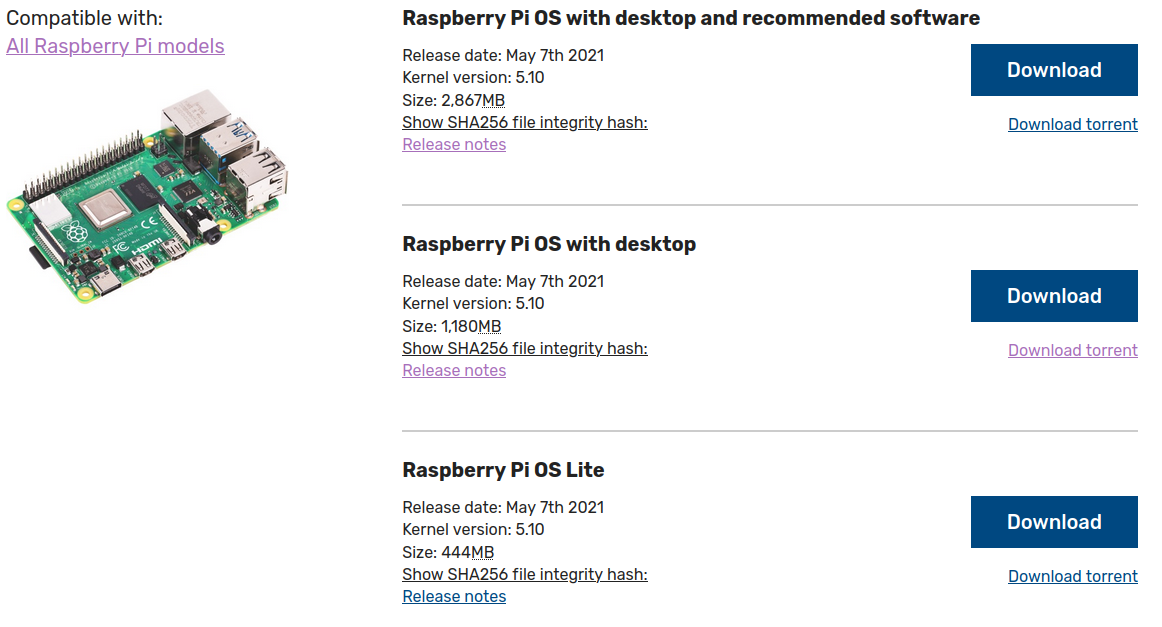 Compatible with:
All Raspberry Pi models
HDMI
Raspberry Pi OS with desktop and recommended software
Release date: May 7th 2021
Kernel version: 5.10
Size: 2,867MB
Show SHA256 file integrity hash:
Release notes
Download
Download torrent
Raspberry Pi OS with desktop
Release date: May 7th 2021
Kernel version: 5.10
Size: 1,180MB
Show SHA256 file integrity hash:
Release notes
Download
Download torrent
Raspberry Pi OS Lite
Release date: May 7th 2021
Kernel version: 5.10
Size: 444MB
Show SHA256 file integrity hash:
Release notes
Download
Download torrent